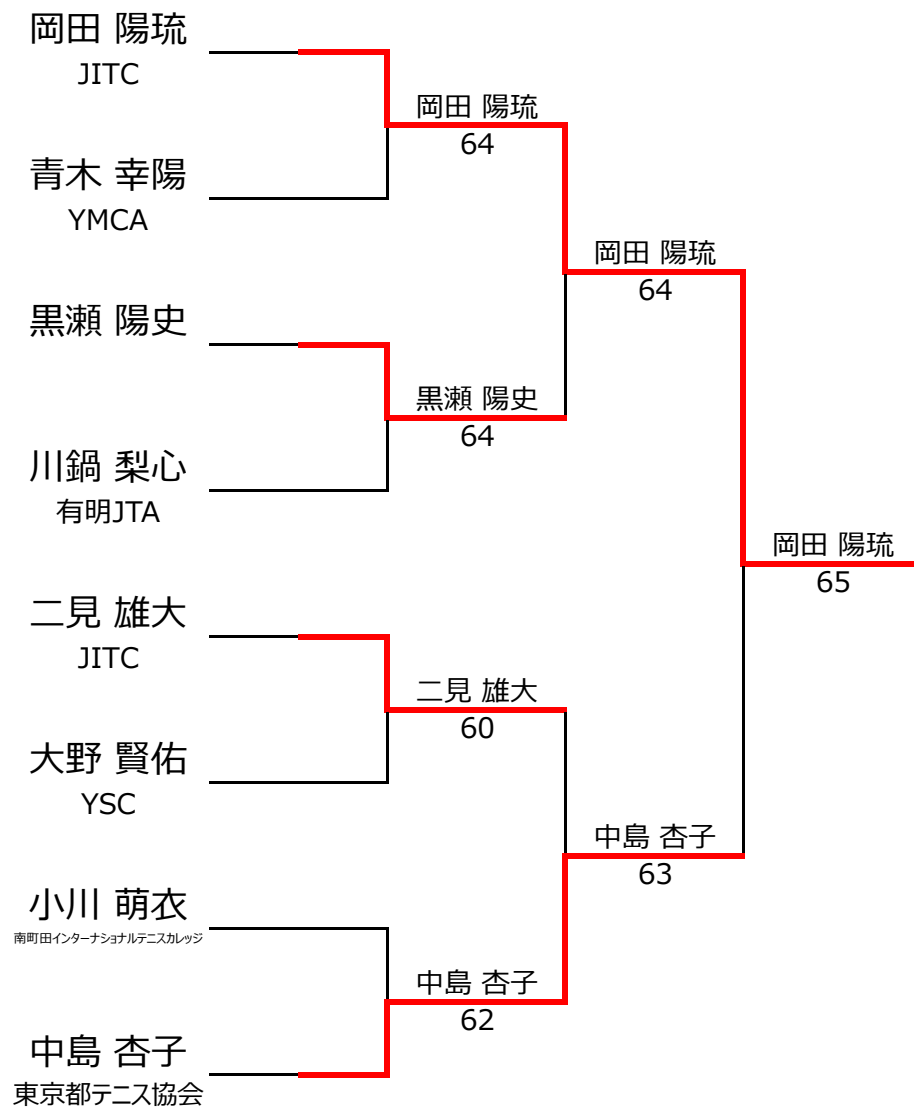 岡田 陽琉
JITC
青木 幸陽
YMCA
黒瀬 陽史
川鍋 梨心
有明JTA
二見 雄大
JITC
大野 賢佑
YSC
小川 萌衣
南町田インターナショナルテニスカレッジ
中島 杏子
東京都テニス協会
岡田 陽琉
64
黒瀬 陽史
64
二見 雄大
60
中島 杏子
62
岡田 陽琉
64
中島 杏子
63
岡田 陽琉
65